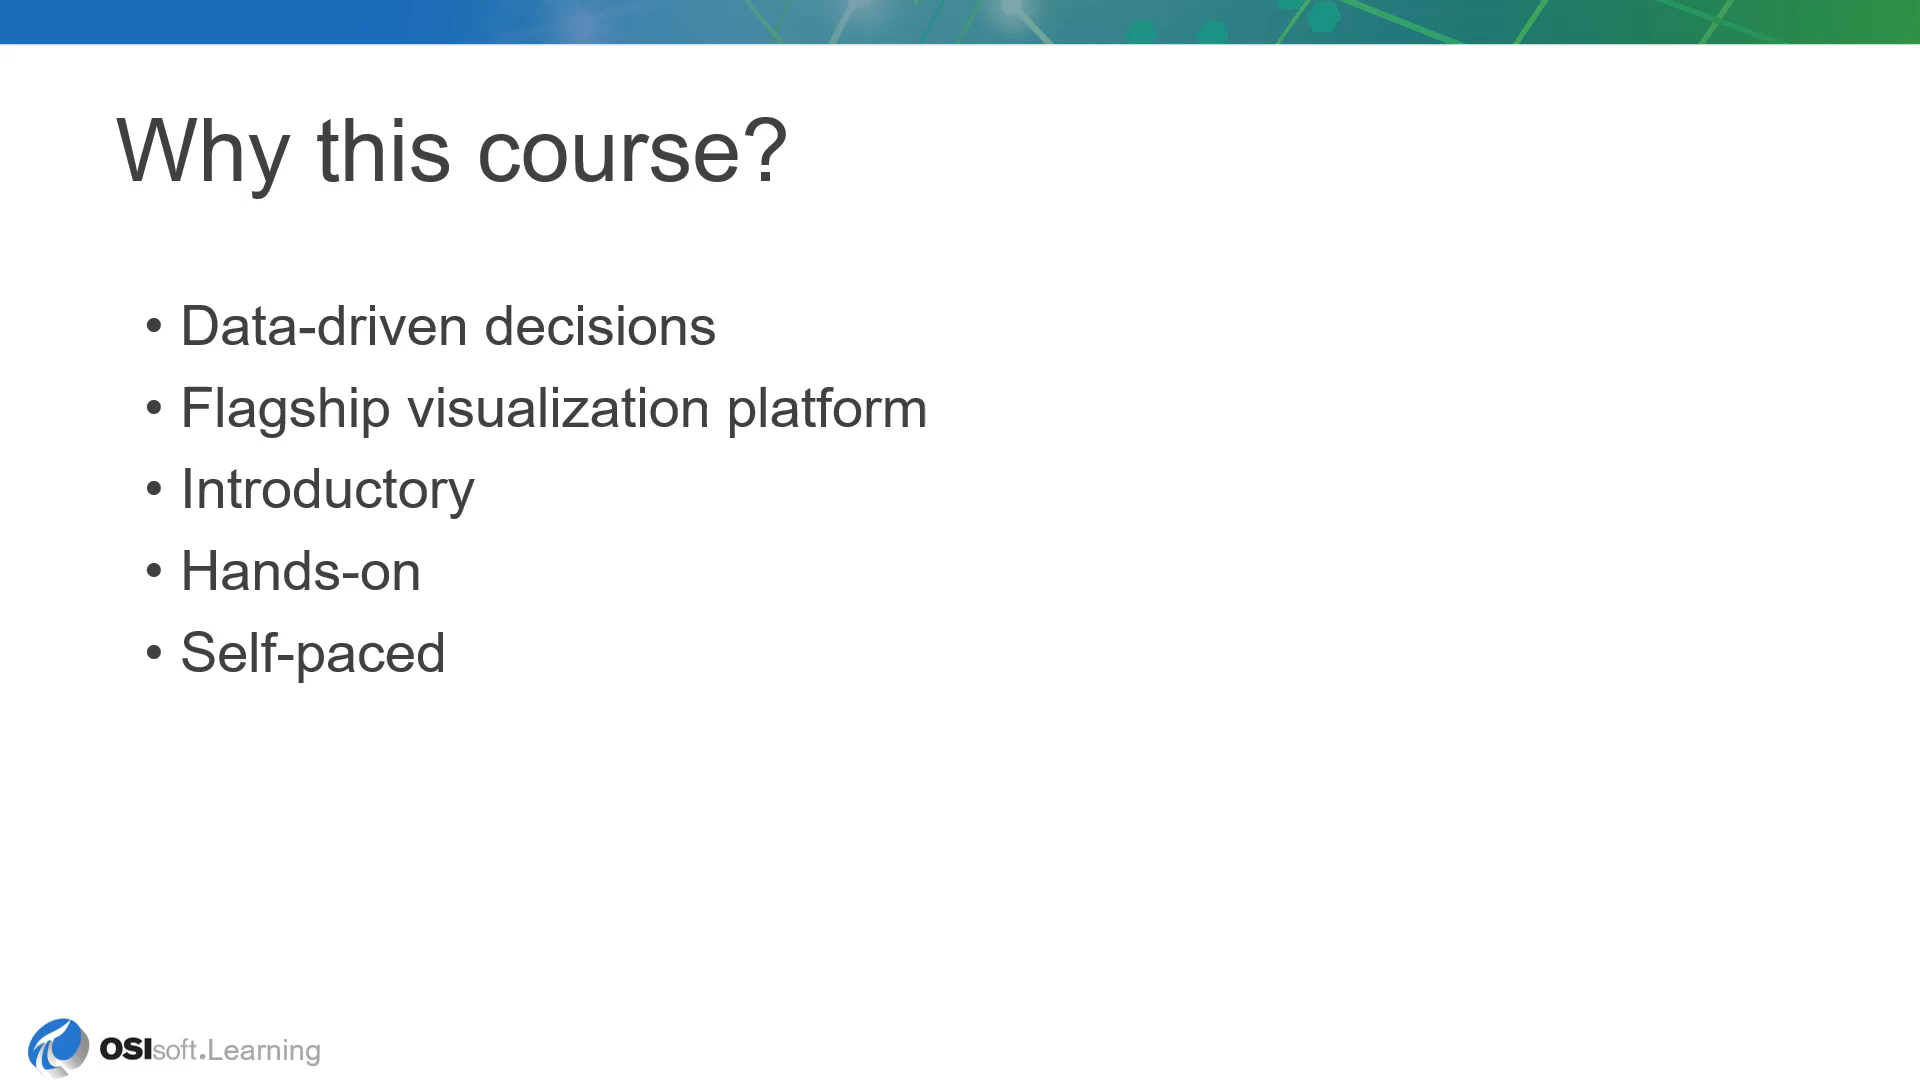 Why this course?
• Data-driven decisions
• Flagship visualization platform
• Introductory
• Hands-on
• Self-paced
OSIsoft.Learning